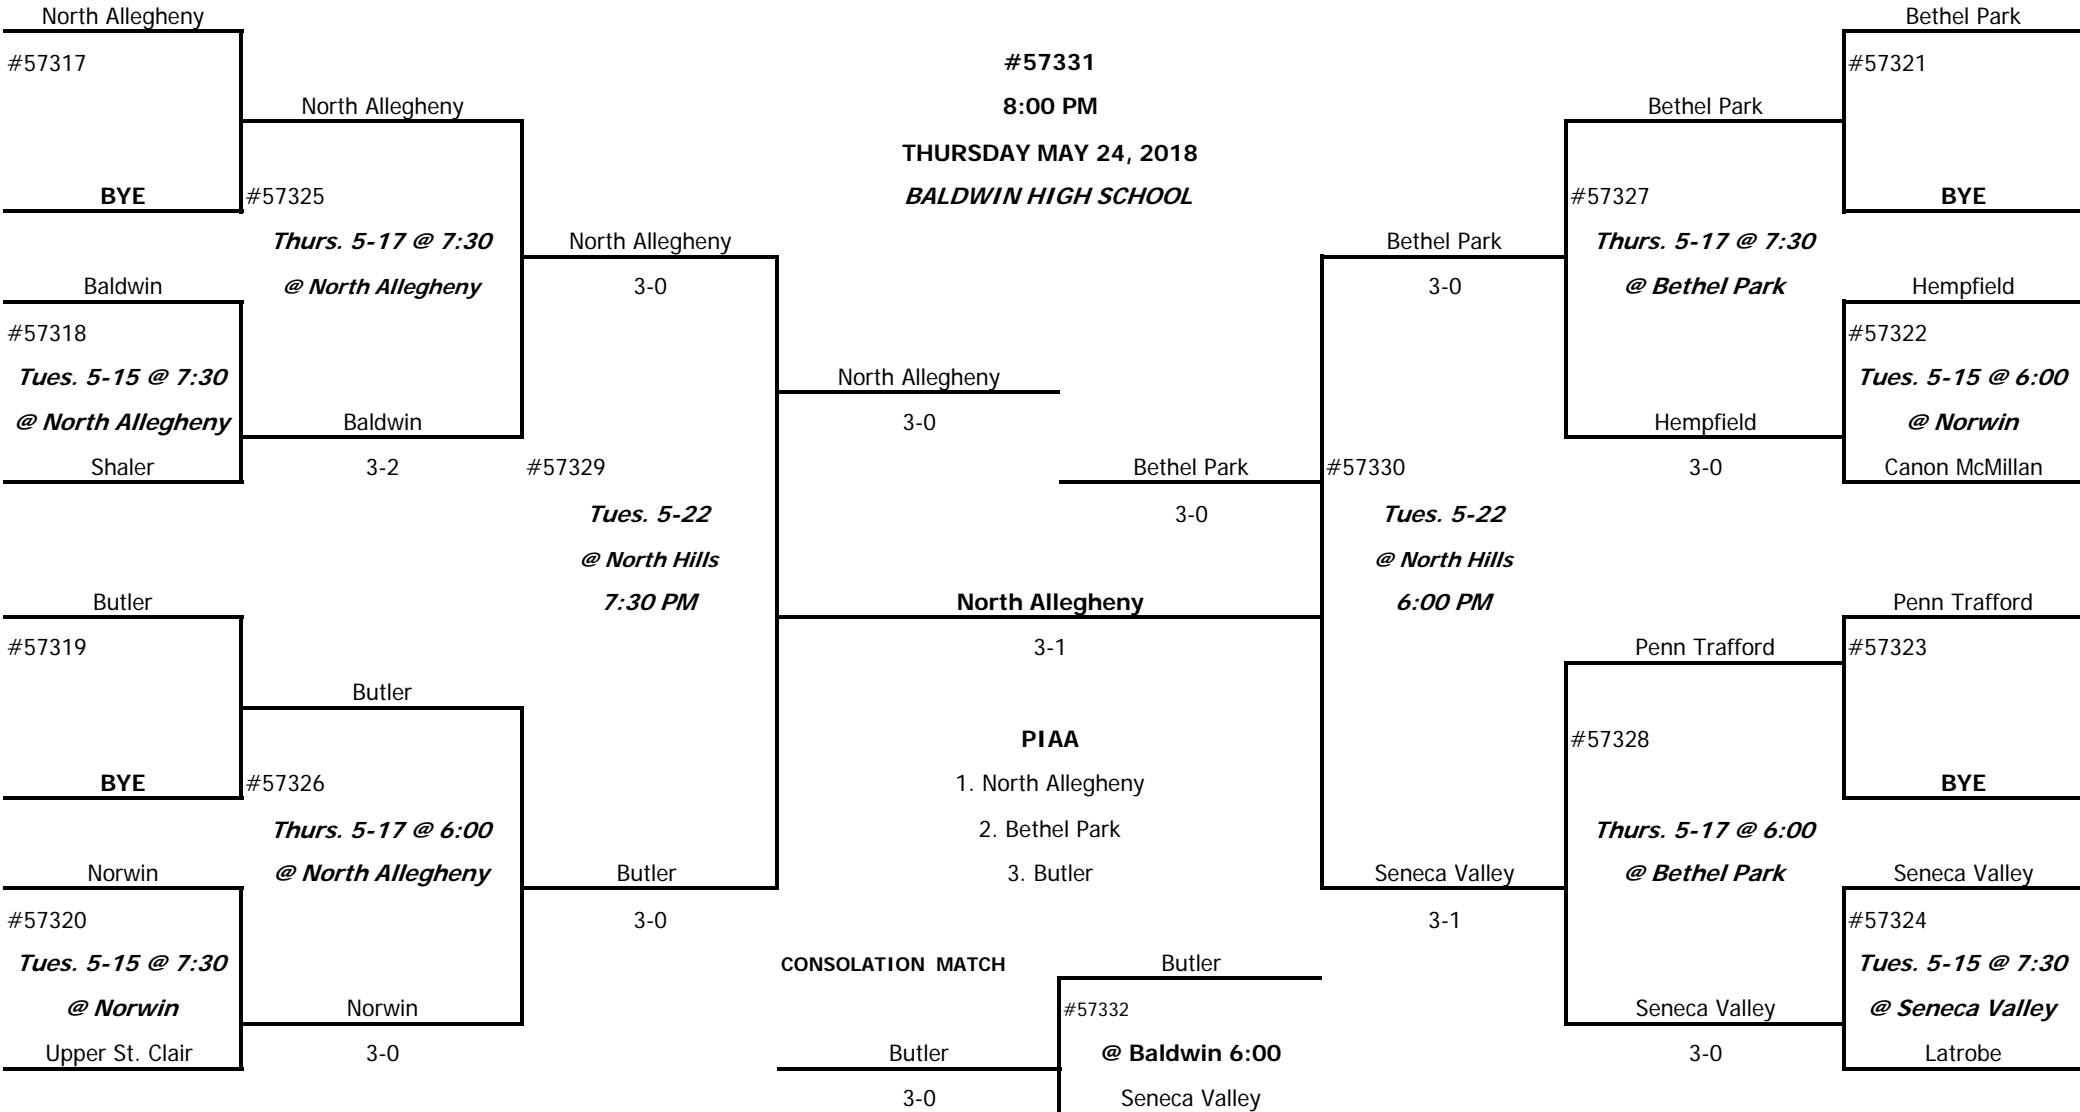 North Allegheny
#57317
BYE
Baldwin
#57318
Tues. 5-15 @ 7:30
@ North Allegheny
Shaler
Butler
#57319
BYE
Norwin
#57320
Tues. 5-15 @ 7:30
@ Norwin
Upper St. Clair
North Allegheny
#57325
Thurs. 5-17 @ 7:30
@ North Allegheny
Baldwin
3-2
Butler
#57326
Thurs. 5-17 @ 6:00
@ North Allegheny
Norwin
3-0
North Allegheny
3-0
#57329
Tues. 5-22
@ North Hills
7:30 PM
Butler
3-0
#57331
8:00 PM
THURSDAY MAY 24, 2018
BALDWIN HIGH SCHOOL
North Allegheny
3-0
Bethel Park
3-0
North Allegheny
3-1
PIAA
1. North Allegheny
2. Bethel Park
3. Butler
CONSOLATION MATCH
Butler
#57332
@ Baldwin 6:00
Seneca Valley
Butler
3-0
Bethel Park
3-0
#57330
Tues. 5-22
@ North Hills
6:00 PM
Seneca Valley
3-1
Bethel Park
#57327
Thurs. 5-17 @ 7:30
@ Bethel Park
Hempfield
3-0
Penn Trafford
#57328
Thurs. 5-17 @ 6:00
@ Bethel Park
Seneca Valley
3-0
Bethel Park
#57321
BYE
Hempfield
#57322
Tues. 5-15 @ 6:00
@ Norwin
Canon McMillan
Penn Trafford
#57323
BYE
Seneca Valley
#57324
Tues. 5-15 @ 7:30
@ Seneca Valley
Latrobe